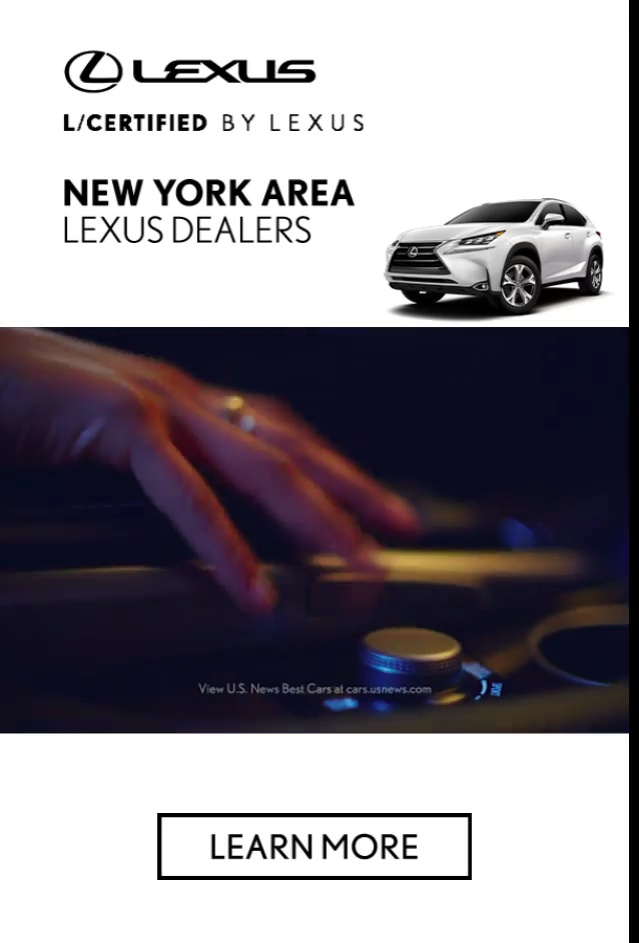 LEXUS
L/CERTIFIED BY LEXUS
NEW YORK AREA
LEXUS DEALERS
View U.S. News Best Cars at cars.usnews.com
LEARN MORE